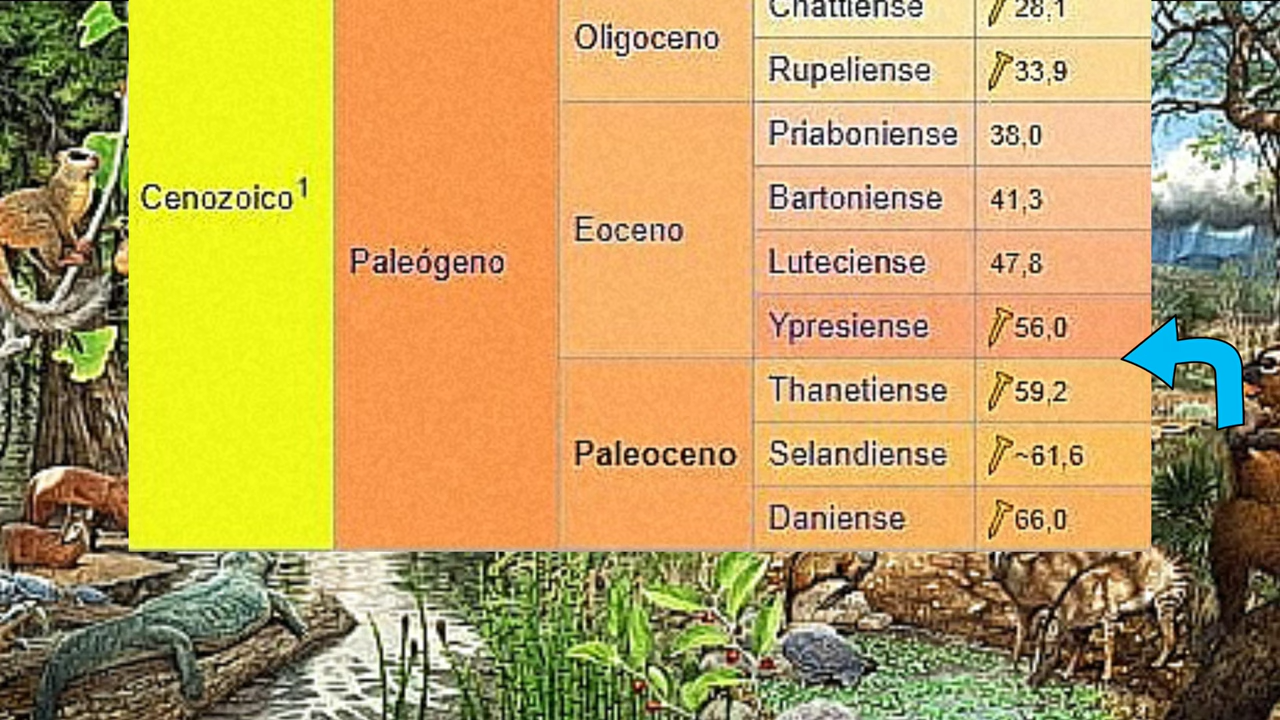 Cenozoico1
Paleógeno
Oligoceno
Chattiense 28,1
Rupeliense 33,9
Eoceno
Priaboniense 38,0
Bartoniense 41,3
Luteciense 47,8
Ypresiense 56,0
Paleoceno
Thanetiense 59,2
Selandiense ~61,6
Daniense 66,0